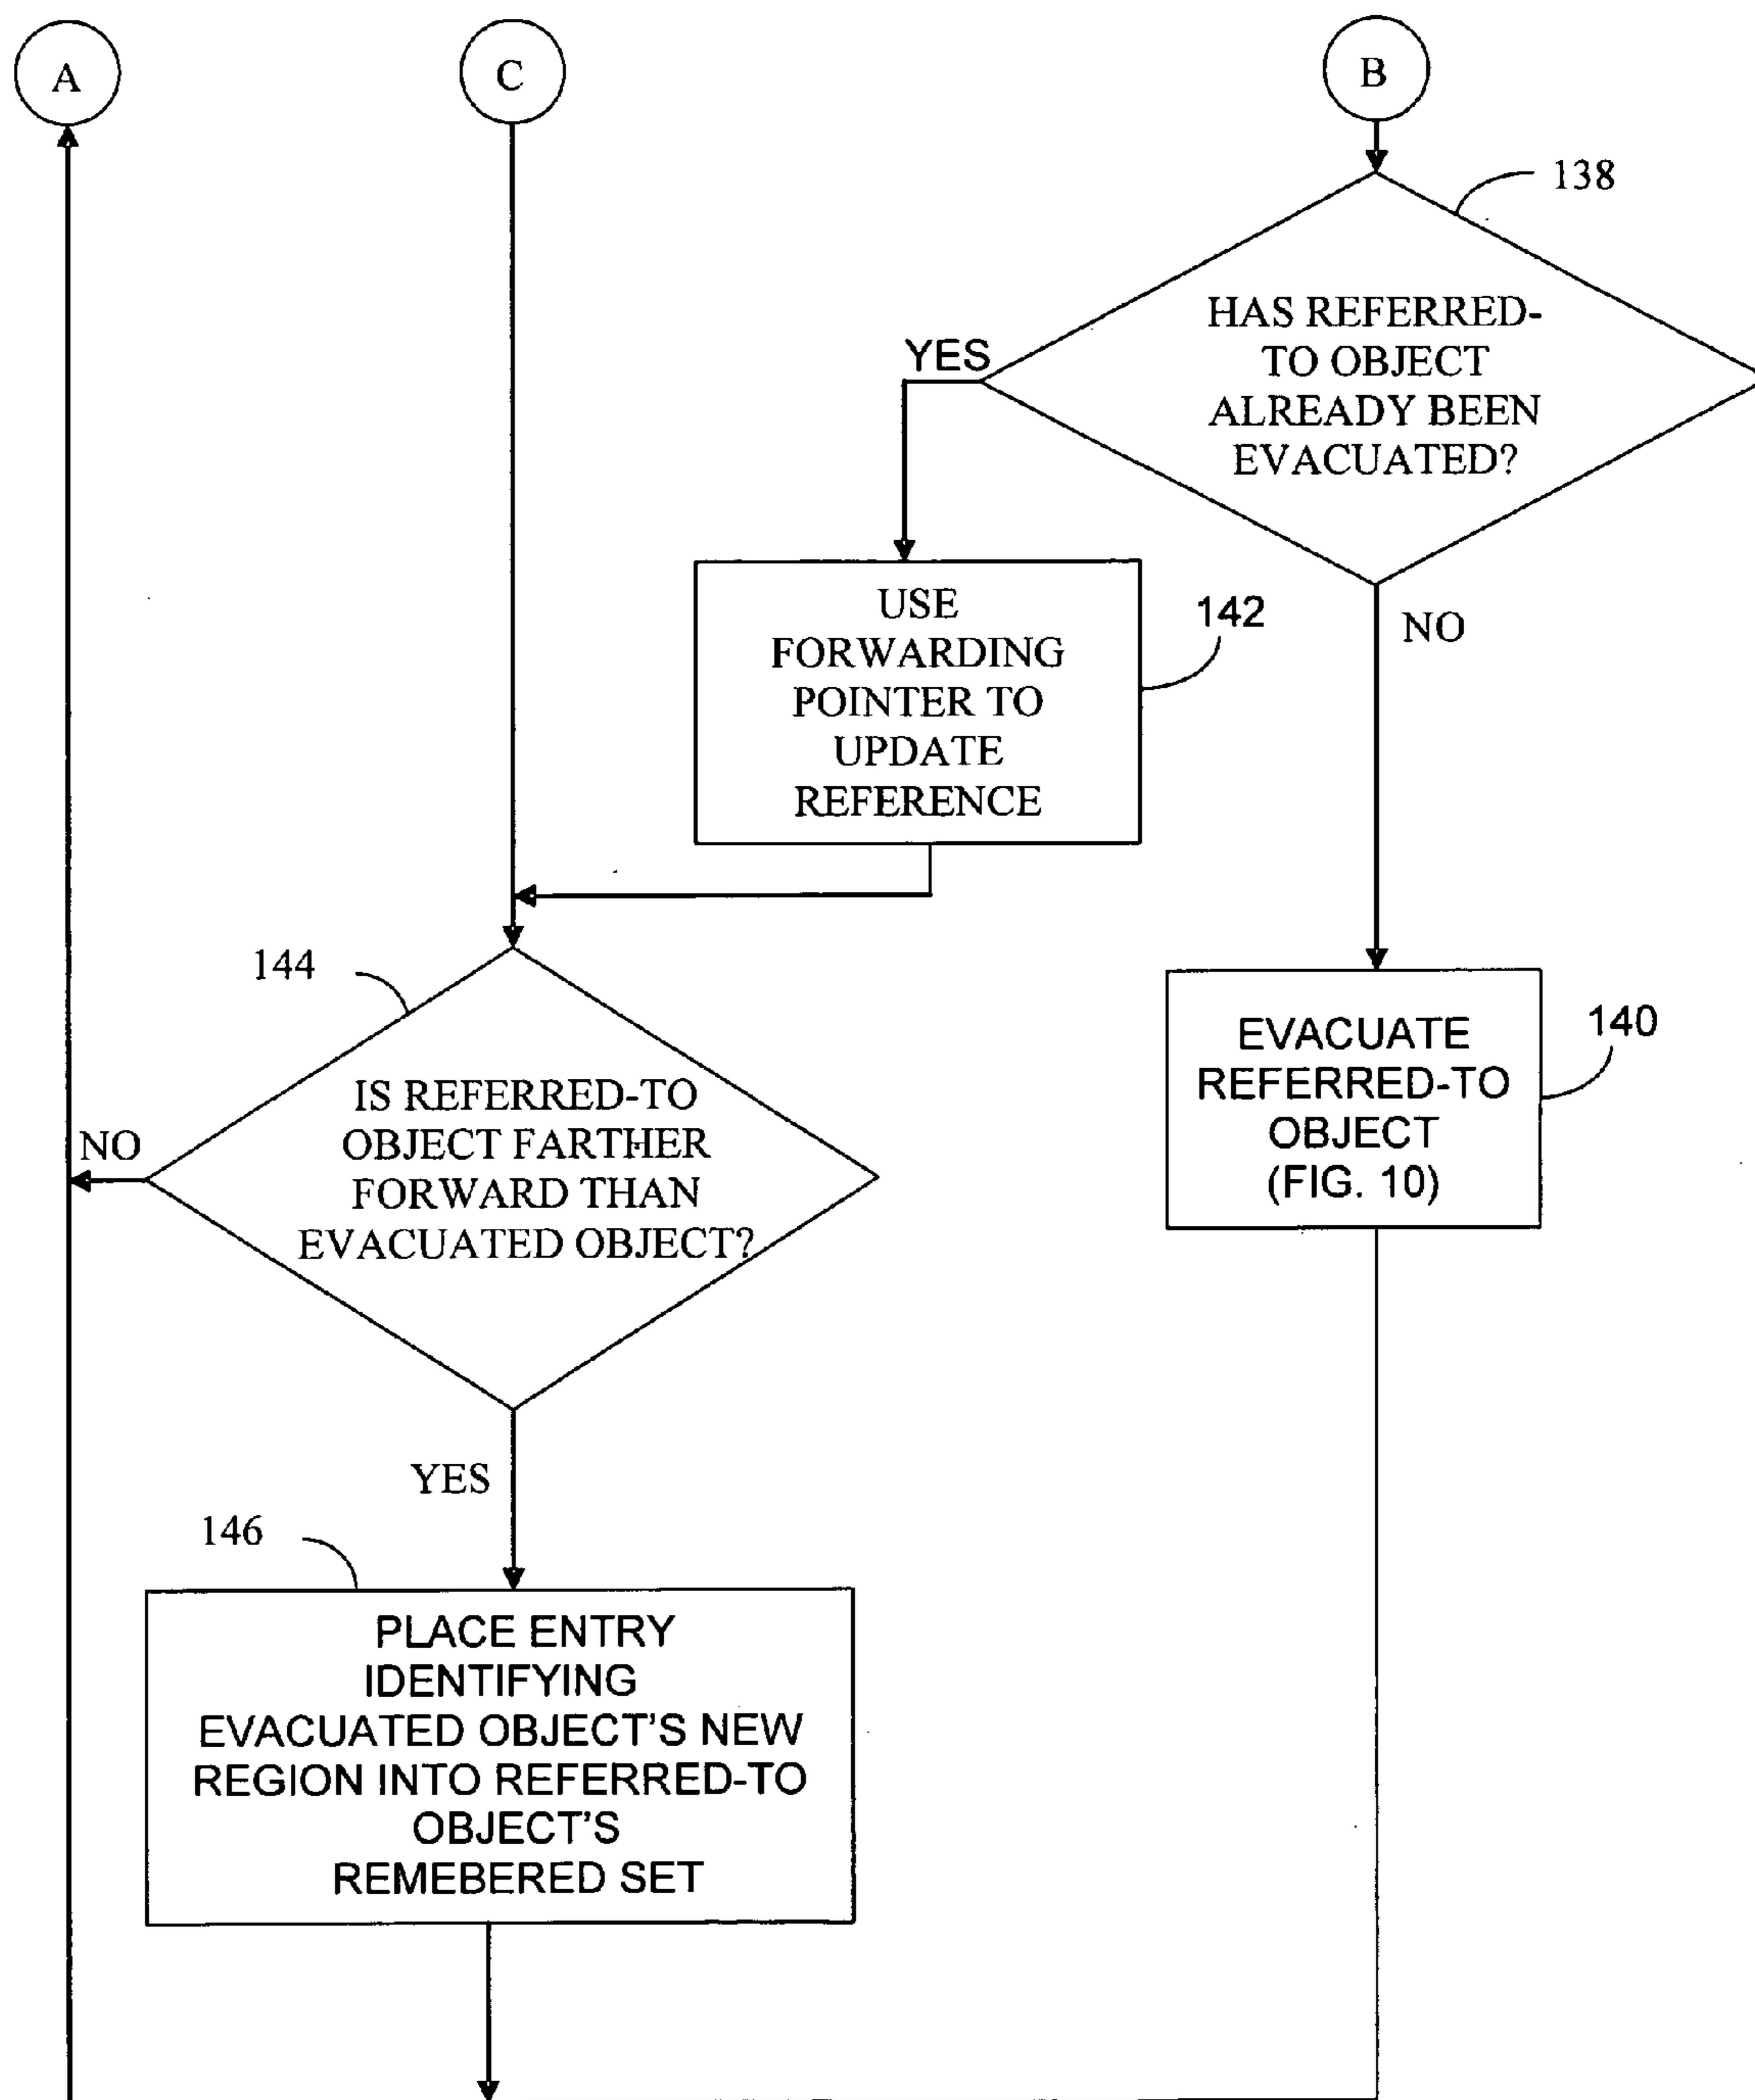 A
C
B
138
HAS REFERRED-
TO OBJECT
ALREADY BEEN
EVACUATED?
YES
NO
USE
FORWARDING
POINTER TO
UPDATE
REFERENCE
142
144
IS REFERRED-TO
OBJECT FARTHER
FORWARD THAN
EVACUATED OBJECT?
NO
EVACUATE
REFERRED-TO
OBJECT
(FIG. 10)
140
YES
146
PLACE ENTRY
IDENTIFYING
EVACUATED OBJECT'S NEW
REGION INTO REFERRED-TO
OBJECT'S
REMEBERED SET